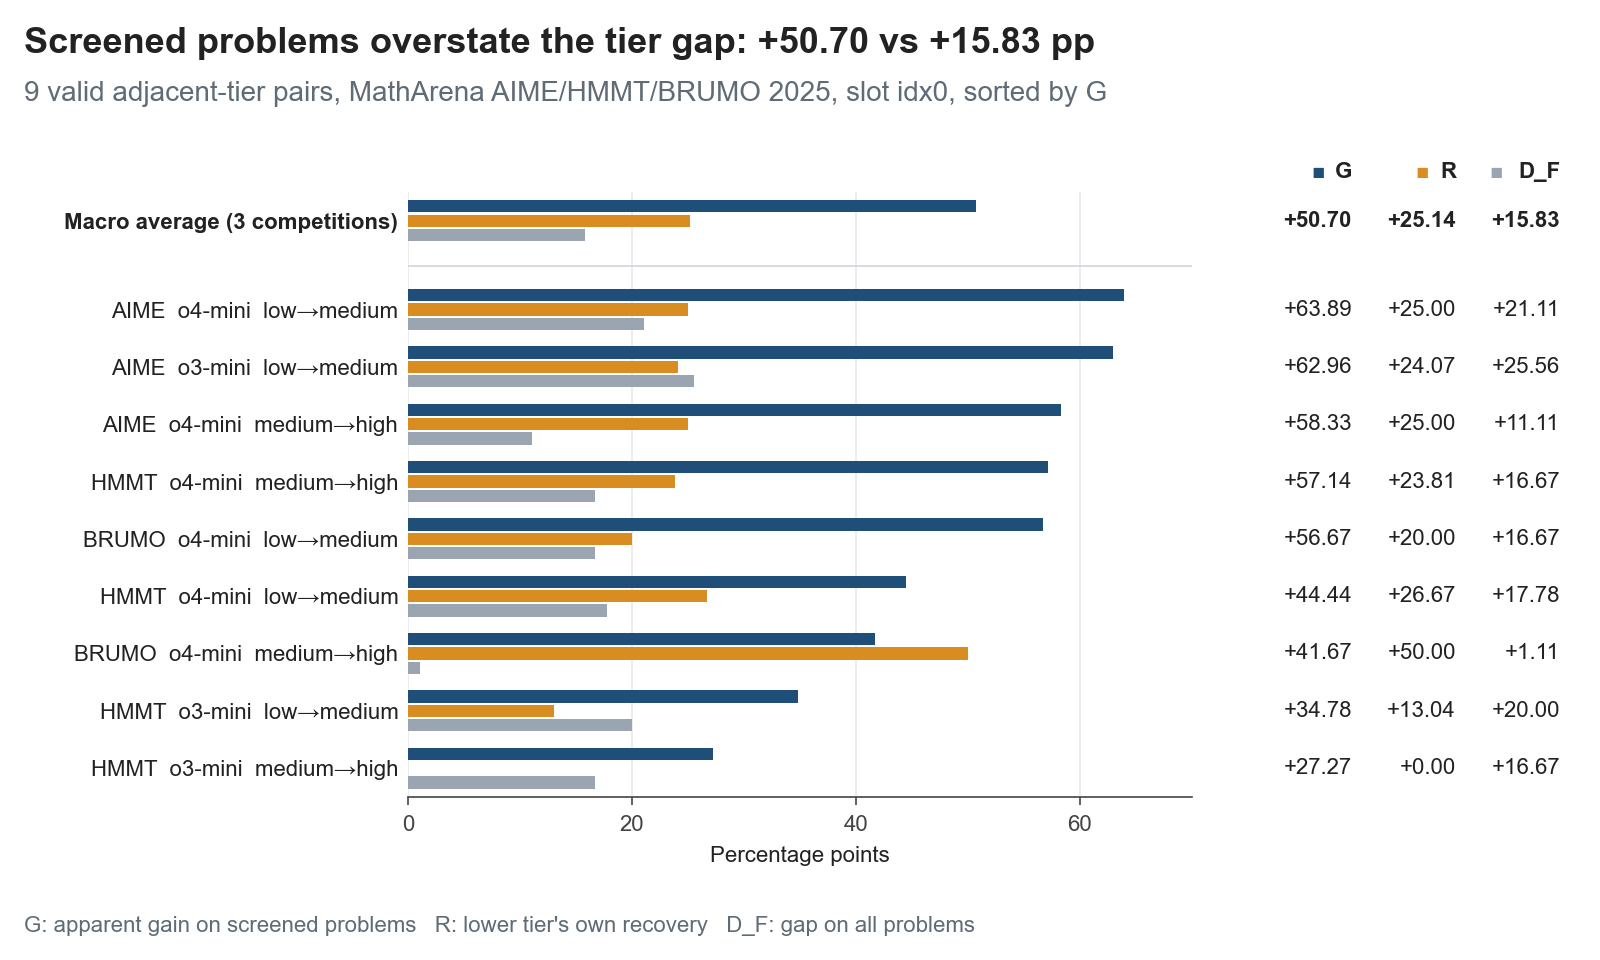 Screened problems overstate the tier gap: +50.70 vs +15.83 pp
9 valid adjacent-tier pairs, MathArena AIME/HMMT/BRUMO 2025, slot idx0, sorted by G
G R D_F
Macro average (3 competitions) +50.70 +25.14 +15.83
AIME o4-mini low→medium +63.89 +25.00 +21.11
AIME o3-mini low→medium +62.96 +24.07 +25.56
AIME o4-mini medium→high +58.33 +25.00 +11.11
HMMT o4-mini medium→high +57.14 +23.81 +16.67
BRUMO o4-mini low→medium +56.67 +20.00 +16.67
HMMT o4-mini low→medium +44.44 +26.67 +17.78
BRUMO o4-mini medium→high +41.67 +50.00 +1.11
HMMT o3-mini low→medium +34.78 +13.04 +20.00
HMMT o3-mini medium→high +27.27 +0.00 +16.67
0 20 40 60
Percentage points
G: apparent gain on screened problems R: lower tier's own recovery D_F: gap on all problems